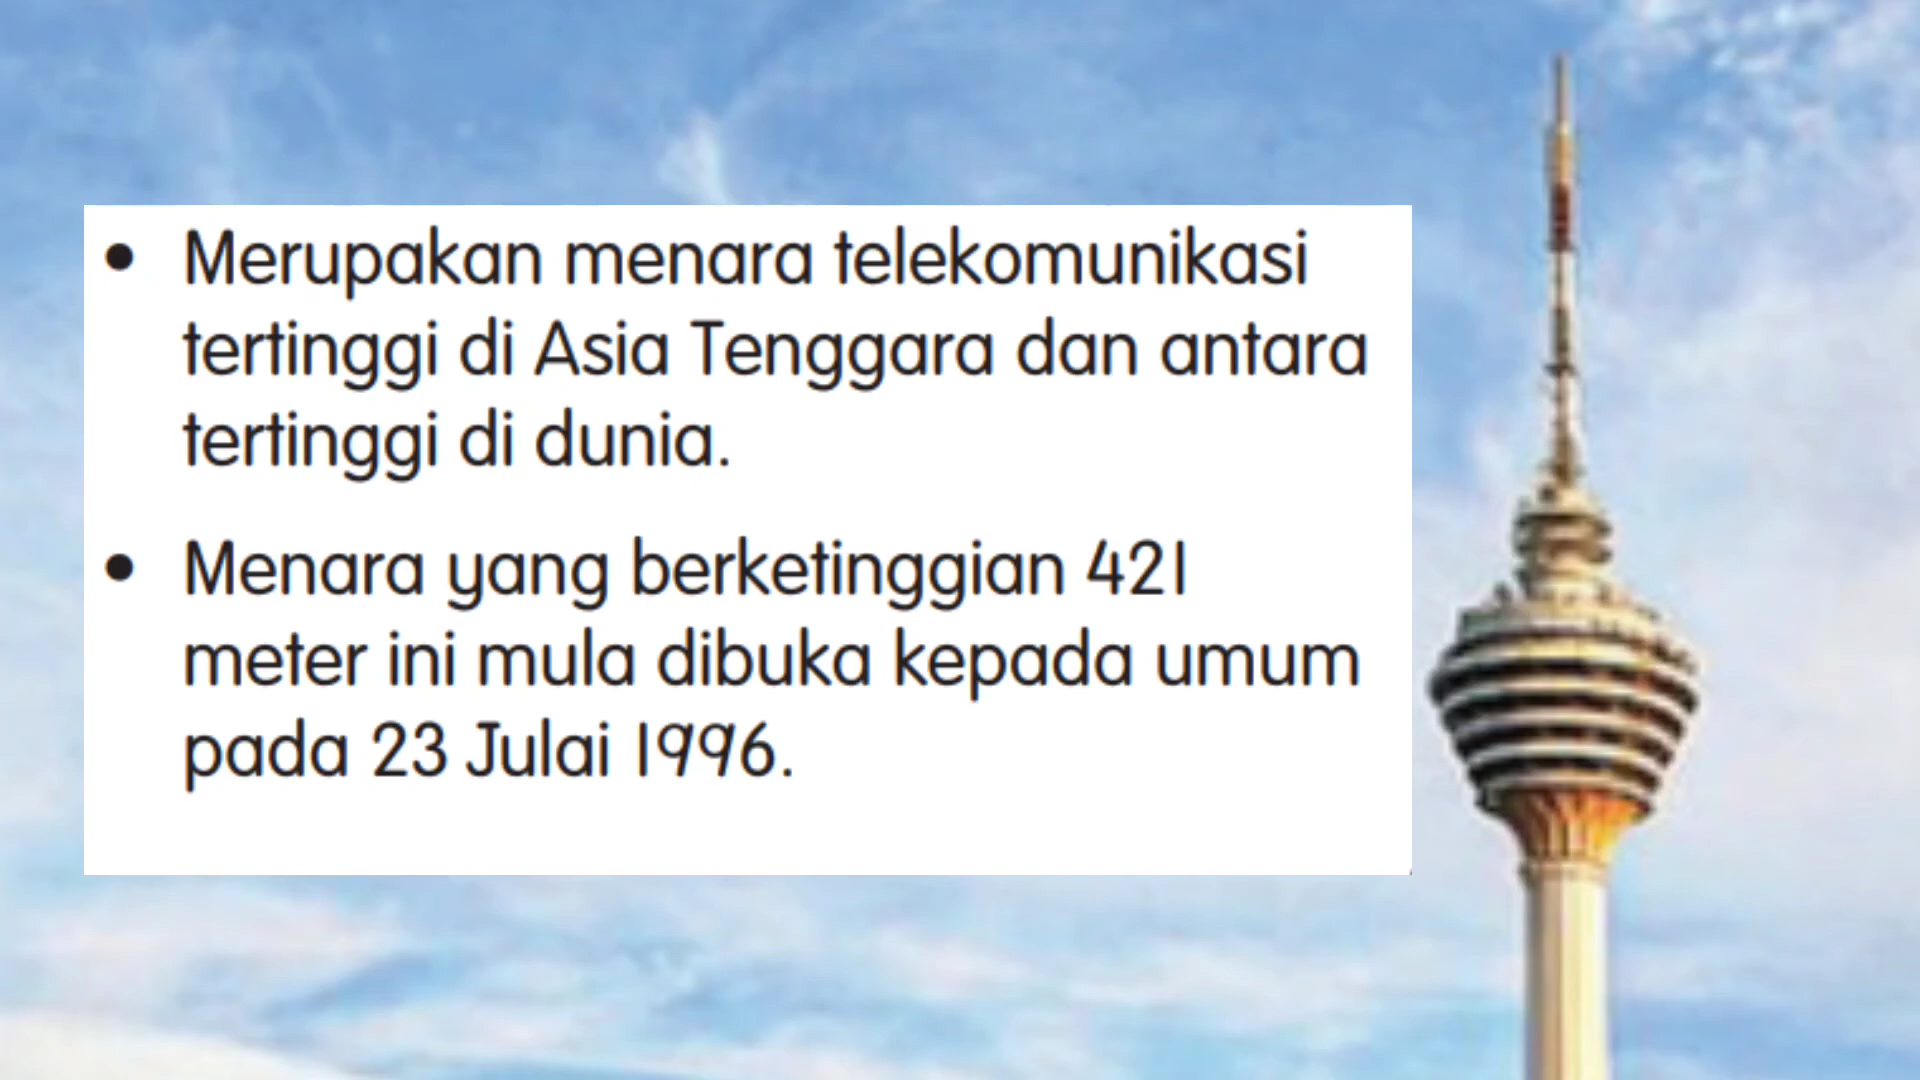 • Merupakan menara telekomunikasi
tertinggi di Asia Tenggara dan antara
tertinggi di dunia.
• Menara yang berketinggian 421
meter ini mula dibuka kepada umum
pada 23 Julai 1996.